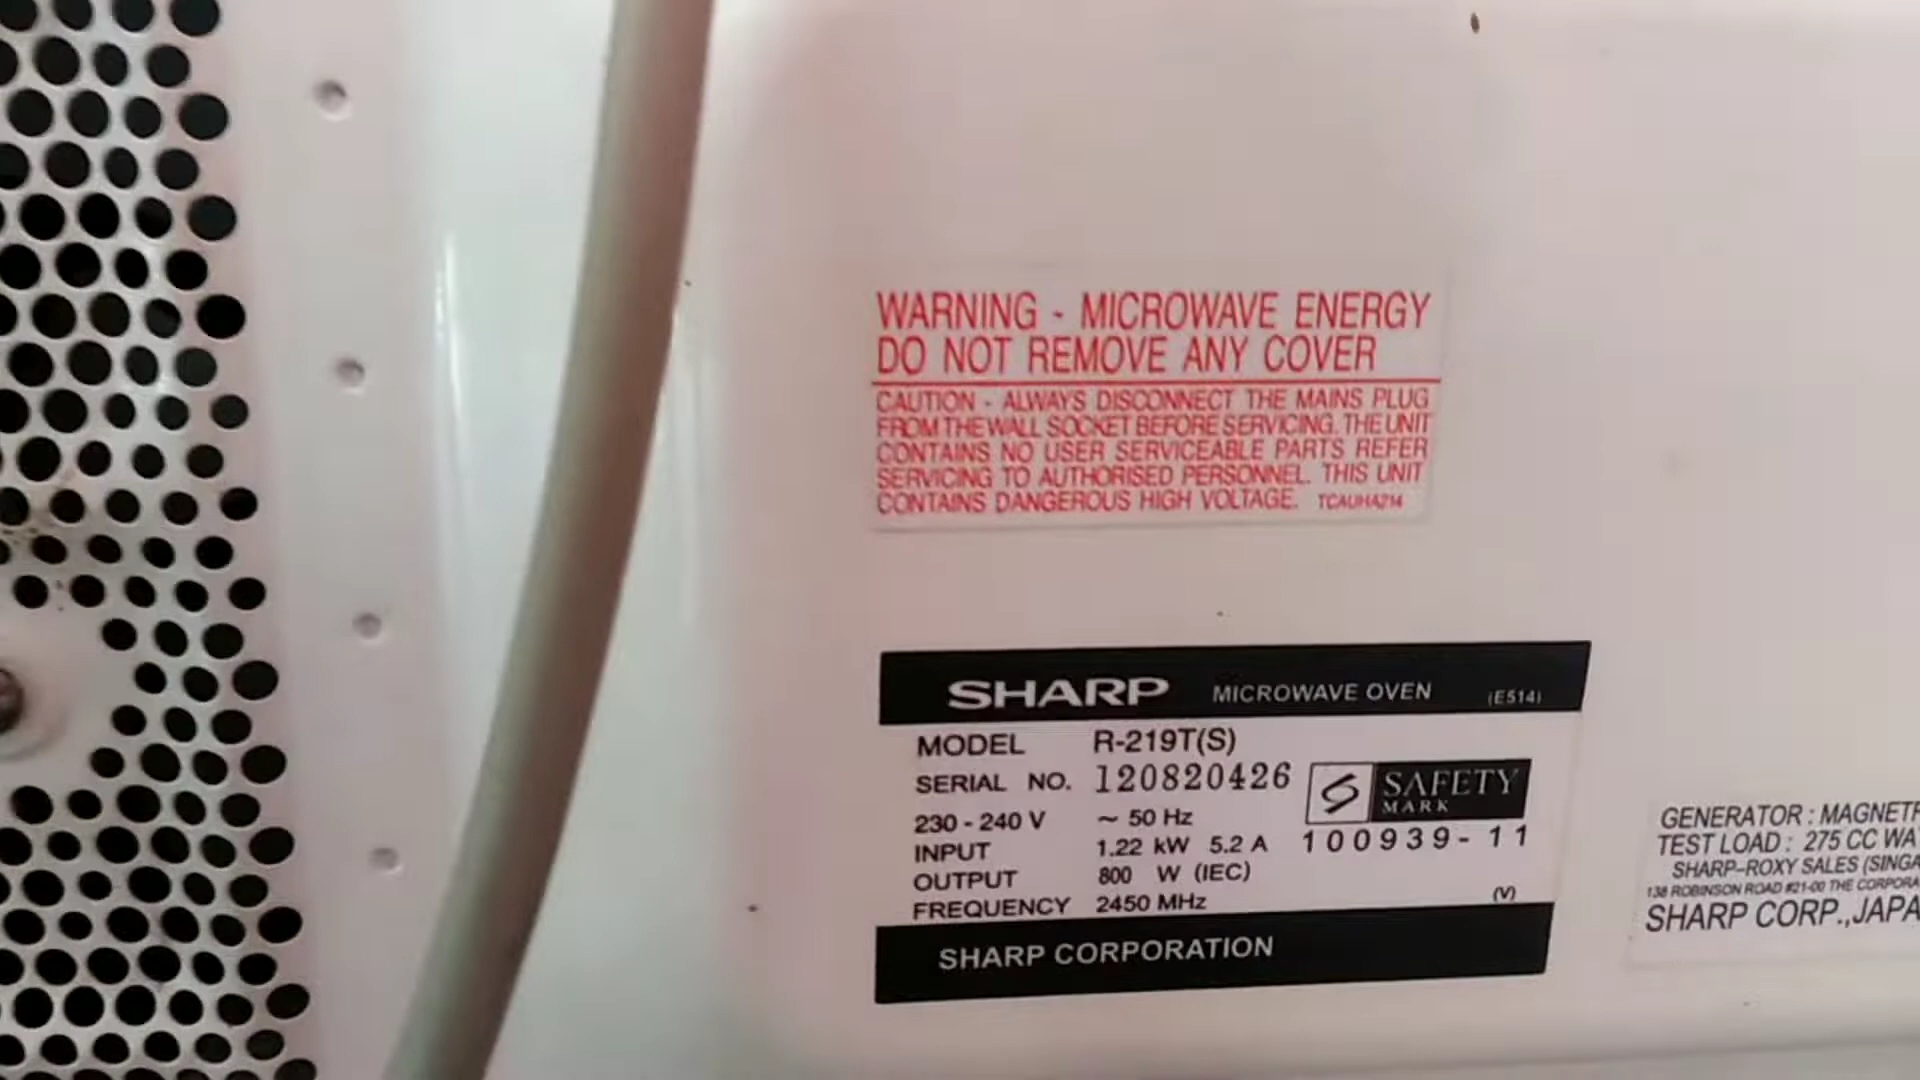 WARNING - MICROWAVE ENERGY
DO NOT REMOVE ANY COVER
CAUTION - ALWAYS DISCONNECT THE MAINS PLUG
FROM THE WALL SOCKET BEFORE SERVICING. THE UNIT
CONTAINS NO USER SERVICEABLE PARTS REFER
SERVICING TO AUTHORISED PERSONNEL. THIS UNIT
CONTAINS DANGEROUS HIGH VOLTAGE. TCAUHA214
SHARP MICROWAVE OVEN (E514)
MODEL R-219T(S)
SERIAL NO. 120820426
SAFETY
MARK
230 - 240 V ~ 50 Hz
100939-11
INPUT 1.22 kW 5.2 A
OUTPUT 800 W (IEC)
FREQUENCY 2450 MHz
(V)
SHARP CORPORATION
GENERATOR : MAGNETR
TEST LOAD : 275 CC WA
SHARP-ROXY SALES (SINGA
138 ROBINSON ROAD #21-00 THE CORPORA
SHARP CORP., JAPA